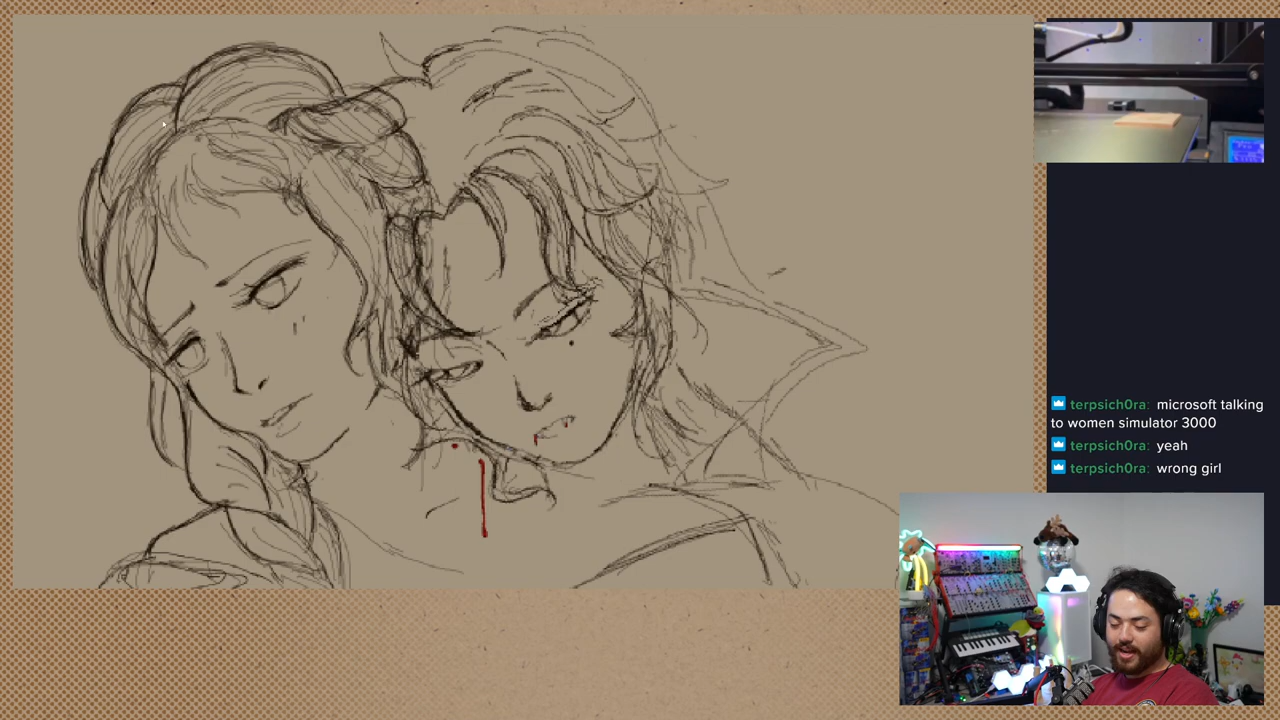 terpsich0ra: microsoft talking
to women simulator 3000
terpsich0ra: yeah
terpsich0ra: wrong girl